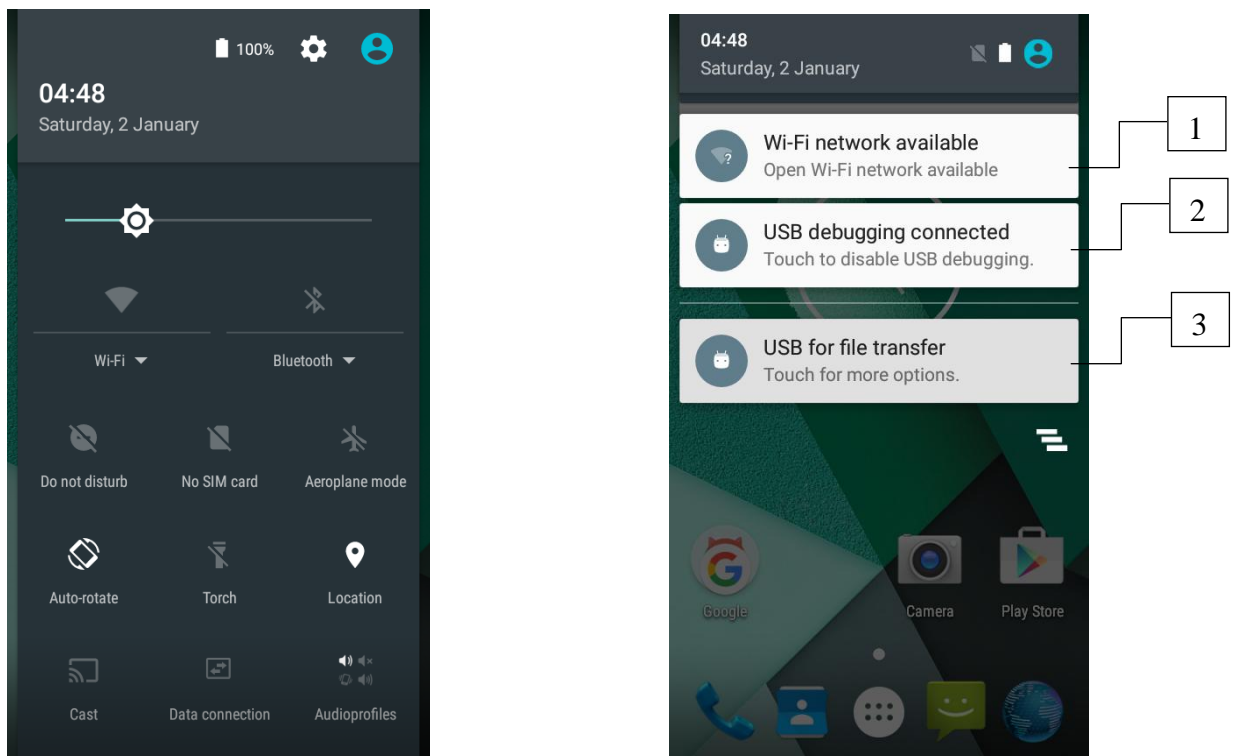 100%
04:48
Saturday, 2 January
Wi-Fi
Bluetooth
Do not disturb
No SIM card
Aeroplane mode
Auto-rotate
Torch
Location
Cast
Data connection
Audioprofiles
04:48
Saturday, 2 January
Wi-Fi network available
Open Wi-Fi network available
1
USB debugging connected
Touch to disable USB debugging.
2
USB for file transfer
Touch for more options.
3
G
Google
Camera
Play Store